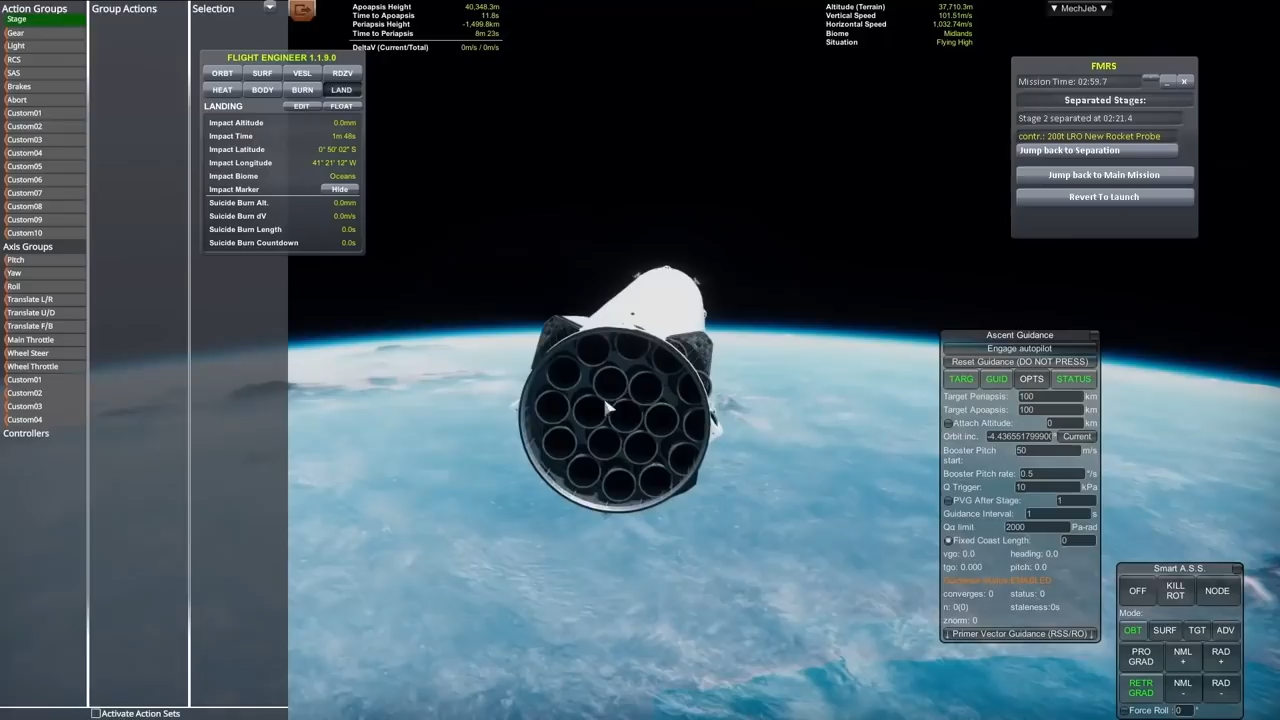 Action Groups
Stage
Gear
Light
RCS
SAS
Brakes
Abort
Custom01
Custom02
Custom03
Custom04
Custom05
Custom06
Custom07
Custom08
Custom09
Custom10
Axis Groups
Pitch
Yaw
Roll
Translate L/R
Translate U/D
Translate F/B
Main Throttle
Wheel Steer
Wheel Throttle
Custom01
Custom02
Custom03
Custom04
Controllers
Group Actions
Selection
Activate Action Sets
Apoapsis Height 40,348.3m
Time to Apoapsis 11.8s
Periapsis Height -1,499.8km
Time to Periapsis 8m 23s
DeltaV (Current/Total) 0m/s / 0m/s
FLIGHT ENGINEER 1.1.9.0
ORBT SURF VESL RDZV
HEAT BODY BURN LAND
LANDING EDIT FLOAT
Impact Altitude 0.0mm
Impact Time 1m 48s
Impact Latitude 0° 50' 02" S
Impact Longitude 41° 21' 12" W
Impact Biome Oceans
Impact Marker Hide
Suicide Burn Alt. 0.0mm
Suicide Burn dV 0.0m/s
Suicide Burn Length 0.0s
Suicide Burn Countdown 0.0s
Altitude (Terrain) 37,710.3m
Vertical Speed 101.51m/s
Horizontal Speed 1,032.74m/s
Biome Midlands
Situation Flying High
▼ MechJeb ▼
FMRS
Mission Time: 02:59.7 _ x
Separated Stages:
Stage 2 separated at 02:21.4
contr.: 200t LRO New Rocket Probe
Jump back to Separation
Jump back to Main Mission
Revert To Launch
Ascent Guidance
Engage autopilot
Reset Guidance (DO NOT PRESS)
TARG GUID OPTS STATUS
Target Periapsis: 100 km
Target Apoapsis: 100 km
Attach Altitude: 0 km
Orbit inc. -4.436551799900 ° Current
Booster Pitch start: 50 m/s
Booster Pitch rate: 0.5 °/s
Q Trigger: 10 kPa
PVG After Stage: 1
Guidance Interval: 1 s
Qα limit 2000 Pa-rad
Fixed Coast Length: 0
vgo: 0.0 heading: 0.0
tgo: 0.000 pitch: 0.0
Guidance Status: ENABLED
converges: 0 status: 0
n: 0(0) staleness:0s
znorm: 0
↓ Primer Vector Guidance (RSS/RO) ↓
Smart A.S.S.
OFF KILL ROT NODE
Mode:
OBT SURF TGT ADV
PRO GRAD NML + RAD +
RETR GRAD NML - RAD -
Force Roll : 0 °